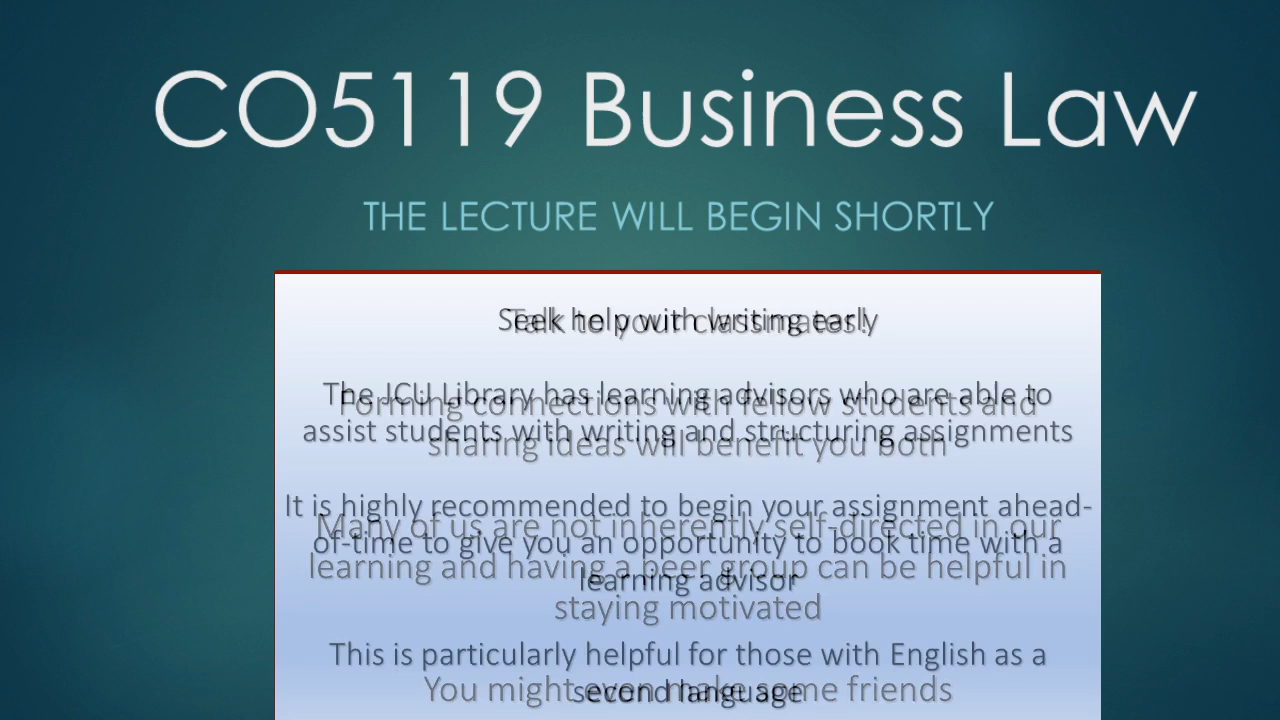 CO5119 Business Law
THE LECTURE WILL BEGIN SHORTLY
Seek help with writing early
Talk to your classmates!
The JCU Library has learning advisors who are able to
assist students with writing and structuring assignments
Forming connections with fellow students and
sharing ideas will benefit you both
It is highly recommended to begin your assignment ahead-
of-time to give you an opportunity to book time with a
learning advisor
Many of us are not inherently self-directed in our
learning and having a peer group can be helpful in
staying motivated
This is particularly helpful for those with English as a
second language
You might even make some friends